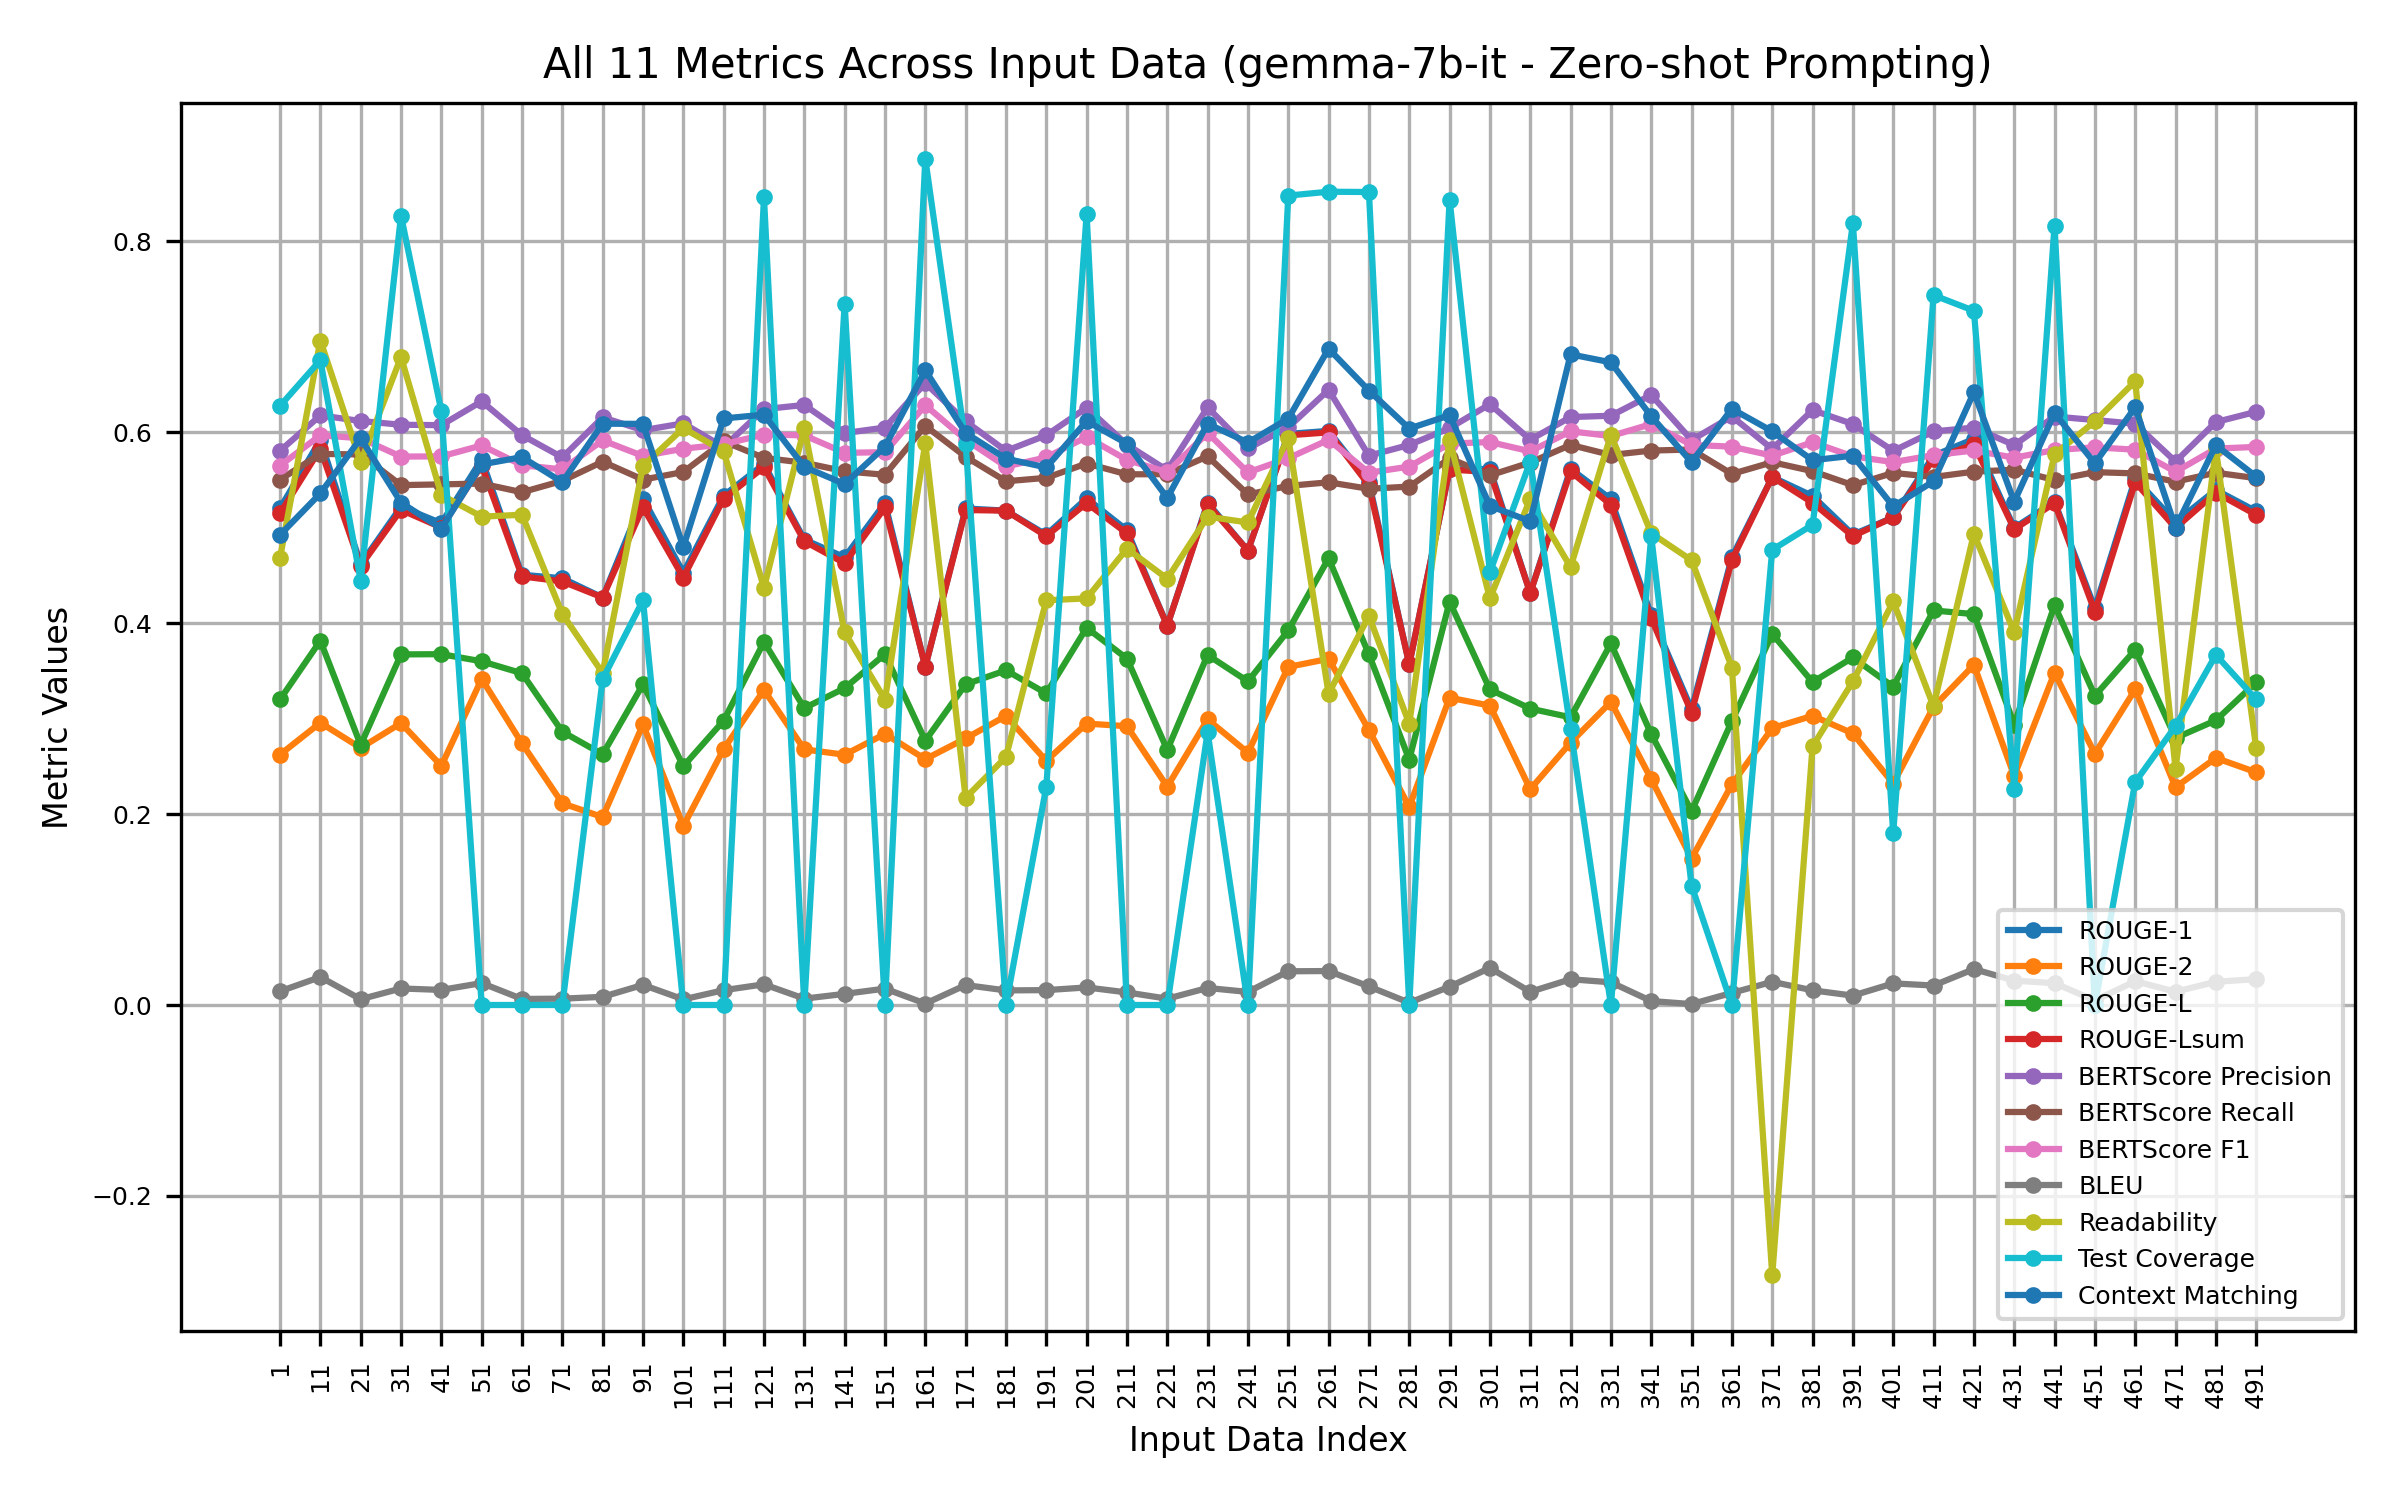 All 11 Metrics Across Input Data (gemma-7b-it - Zero-shot Prompting)
Metric Values
0.8
0.6
0.4
0.2
0.0
−0.2
ROUGE-1
ROUGE-2
ROUGE-L
ROUGE-Lsum
BERTScore Precision
BERTScore Recall
BERTScore F1
BLEU
Readability
Test Coverage
Context Matching
1 11 21 31 41 51 61 71 81 91 101 111 121 131 141 151 161 171 181 191 201 211 221 231 241 251 261 271 281 291 301 311 321 331 341 351 361 371 381 391 401 411 421 431 441 451 461 471 481 491
Input Data Index